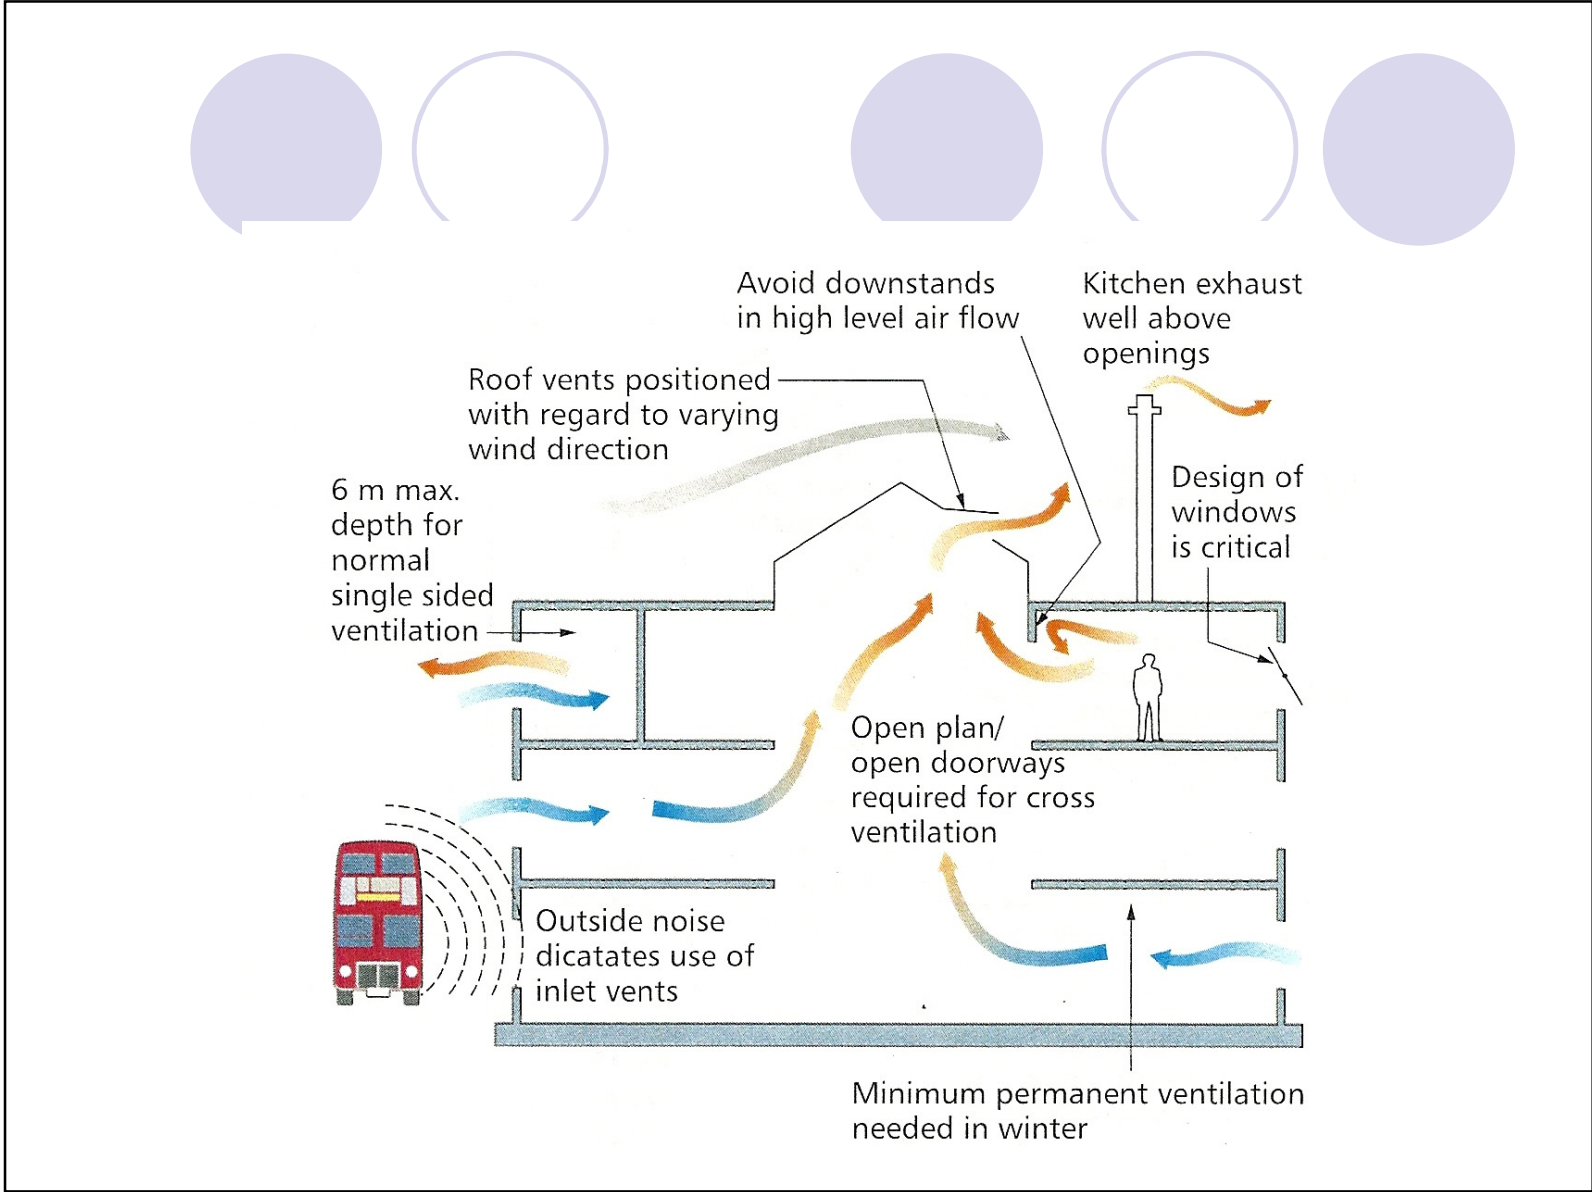 Avoid downstands
in high level air flow
Kitchen exhaust
well above
openings
Roof vents positioned
with regard to varying
wind direction
6 m max.
depth for
normal
single sided
ventilation
Design of
windows
is critical
Open plan/
open doorways
required for cross
ventilation
Outside noise
dicatates use of
inlet vents
Minimum permanent ventilation
needed in winter